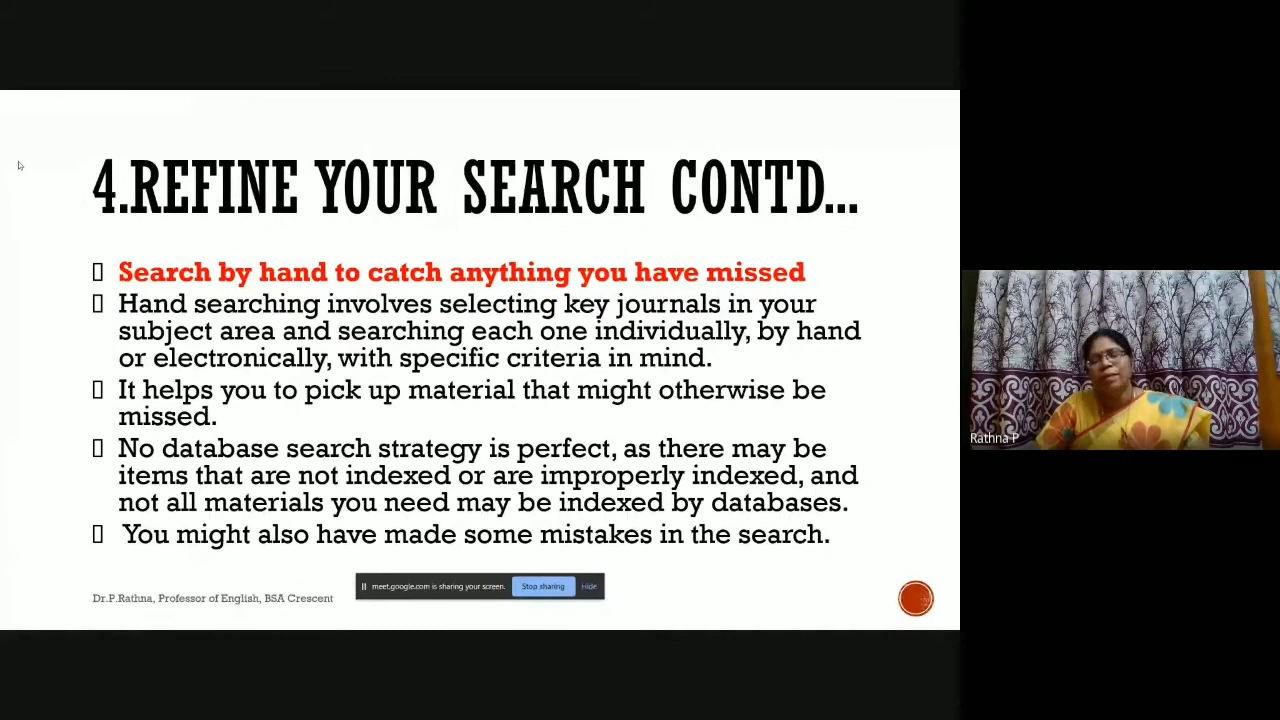 4.REFINE YOUR SEARCH CONTD...
Search by hand to catch anything you have missed
Hand searching involves selecting key journals in your
subject area and searching each one individually, by hand
or electronically, with specific criteria in mind.
It helps you to pick up material that might otherwise be
missed.
No database search strategy is perfect, as there may be
items that are not indexed or are improperly indexed, and
not all materials you need may be indexed by databases.
You might also have made some mistakes in the search.
meet.google.com is sharing your screen. Stop sharing Hide
Dr.P.Rathna, Professor of English, BSA Crescent
Rathna P